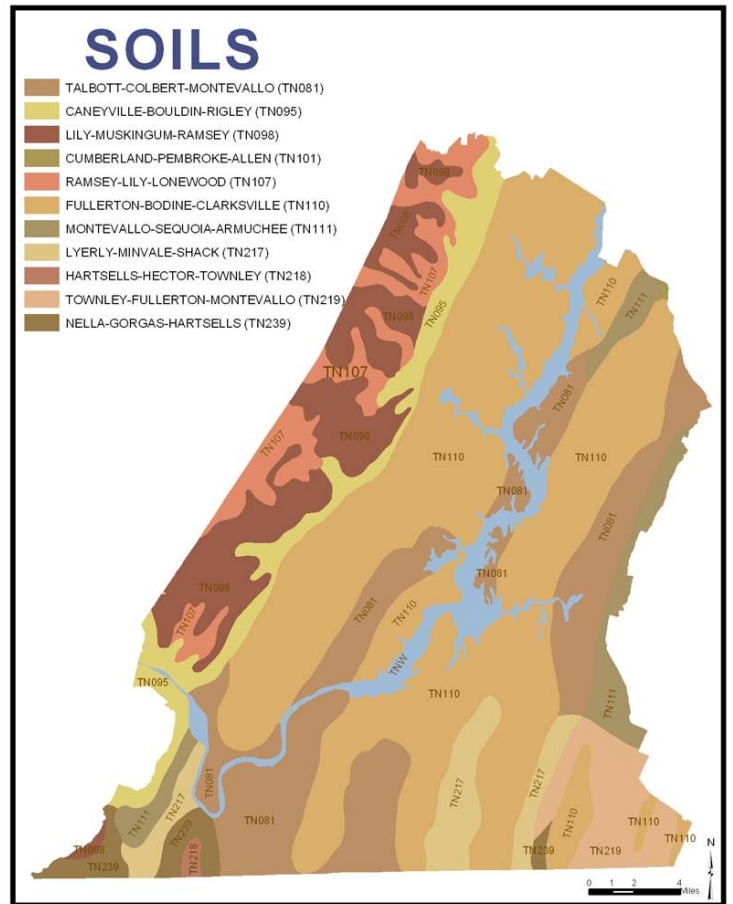 SOILS
TALBOTT-COLBERT-MONTEVALLO (TN081)
CANEYVILLE-BOULDIN-RIGLEY (TN095)
LILY-MUSKINGUM-RAMSEY (TN098)
CUMBERLAND-PEMBROKE-ALLEN (TN101)
RAMSEY-LILY-LONEWOOD (TN107)
FULLERTON-BODINE-CLARKSVILLE (TN110)
MONTEVALLO-SEQUOIA-ARMUCHEE (TN111)
LYERLY-MINVALE-SHACK (TN217)
HARTSELLS-HECTOR-TOWNLEY (TN218)
TOWNLEY-FULLERTON-MONTEVALLO (TN219)
NELLA-GORGAS-HARTSELLS (TN239)
TN098
TN098
TN107
TN110
TN111
TN098
TN095
TN107
TN081
TN107
TN098
TN110
TN110
TN081
TN081
TN081
TN098
TN081
TN110
TN107
TNW
TN095
TN110
TN111
TN081
TN217
TN217
TN111
TN081
TN110
TN110
TN239
TN098
TN239
TN218
TN239
TN219
TN110
N
0 1 2 4
Miles